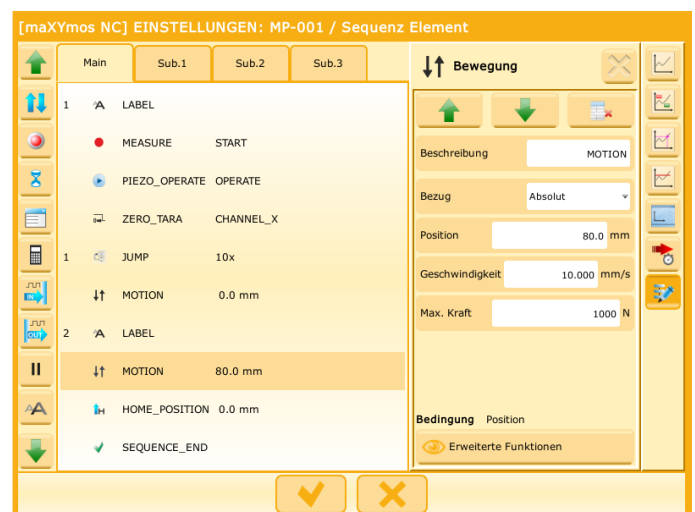 [maXYmos NC] EINSTELLUNGEN: MP-001 / Sequenz Element
Main Sub.1 Sub.2 Sub.3
1 LABEL
MEASURE START
PIEZO_OPERATE OPERATE
ZERO_TARA CHANNEL_X
1 JUMP 10x
MOTION 0.0 mm
2 LABEL
MOTION 80.0 mm
HOME_POSITION 0.0 mm
SEQUENCE_END
IN
OUT
AA
Bewegung
Beschreibung MOTION
Bezug Absolut
Position 80.0 mm
Geschwindigkeit 10.000 mm/s
Max. Kraft 1000 N
Bedingung Position
Erweiterte Funktionen